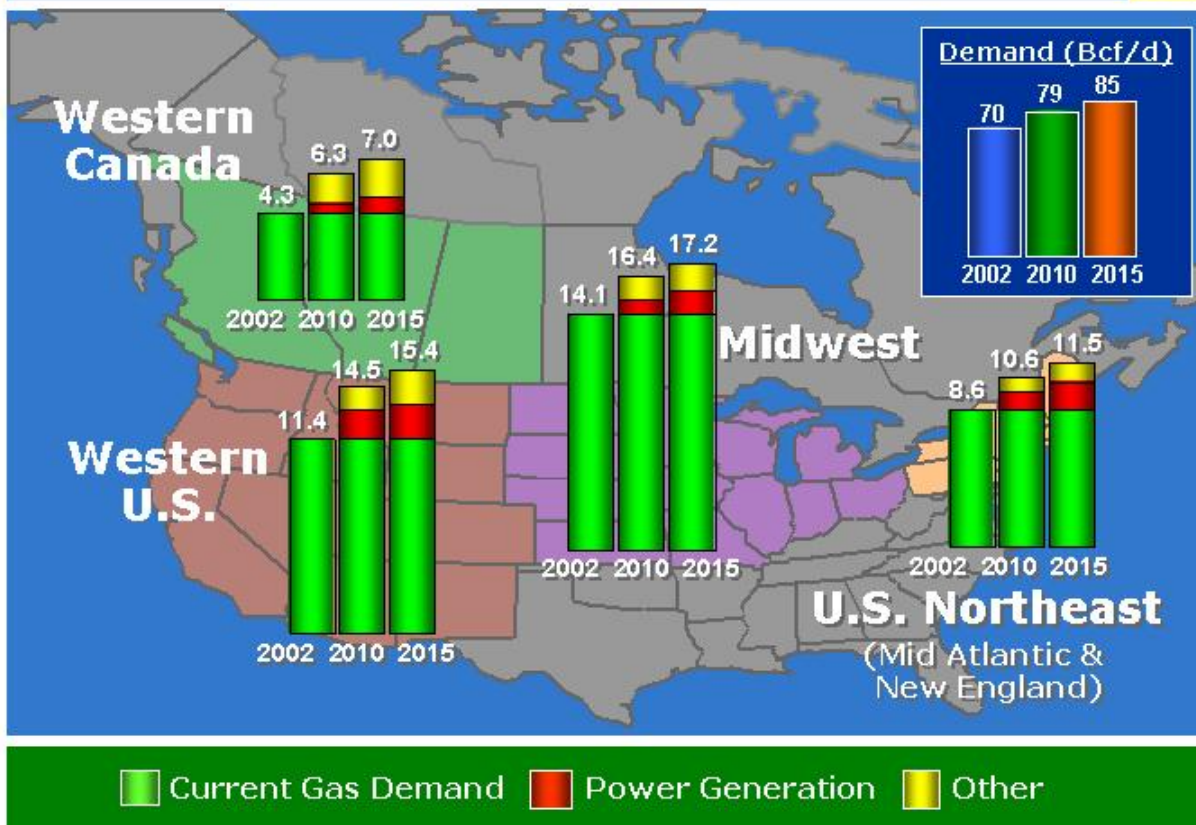 Demand (Bcf/d)
70
79
85
2002
2010
2015
Western
Canada
4.3
6.3
7.0
2002 2010 2015
Western
U.S.
11.4
14.5
15.4
2002 2010 2015
Midwest
14.1
16.4
17.2
2002 2010 2015
8.6
10.6
11.5
2002 2010 2015
U.S. Northeast
(Mid Atlantic &
New England)
Current Gas Demand Power Generation Other